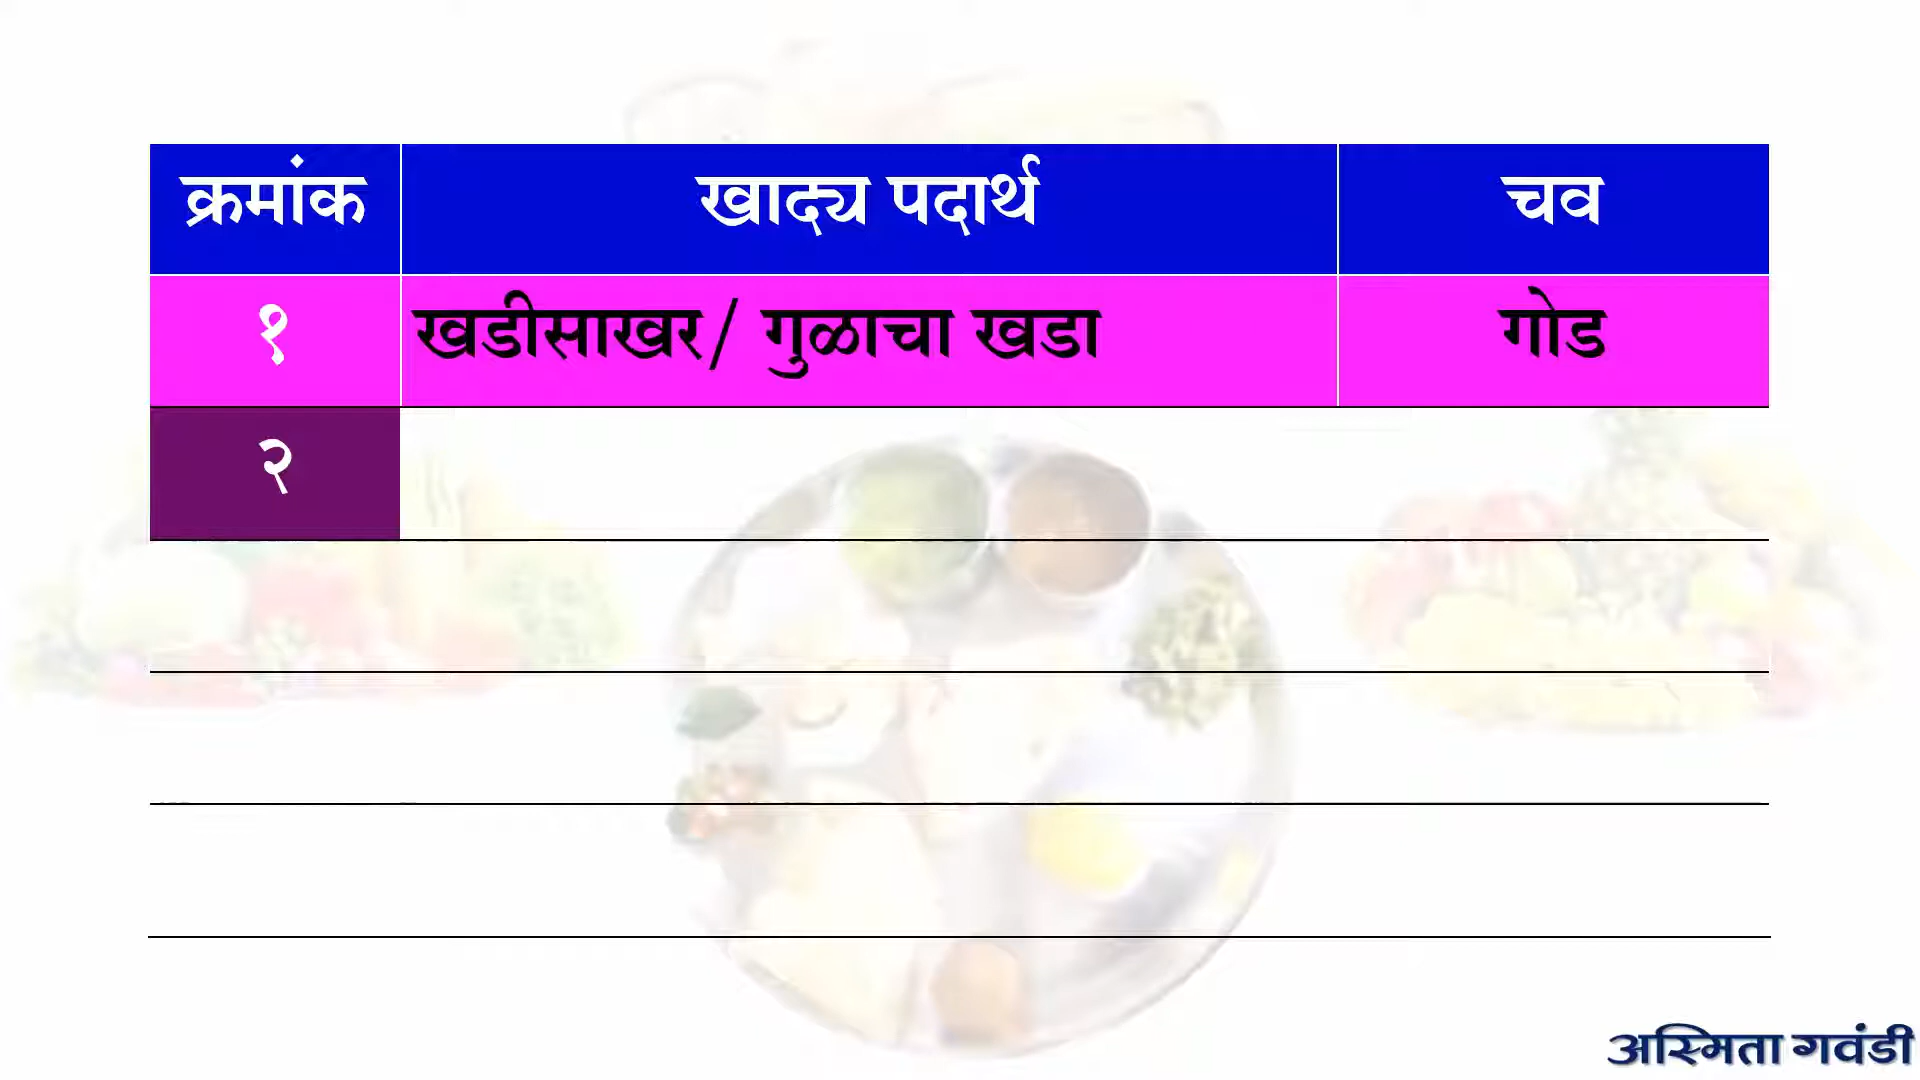 क्रमांक खाद्य पदार्थ चव
१ खडीसाखर/ गुळाचा खडा गोड
२
अस्मिता गवंडी